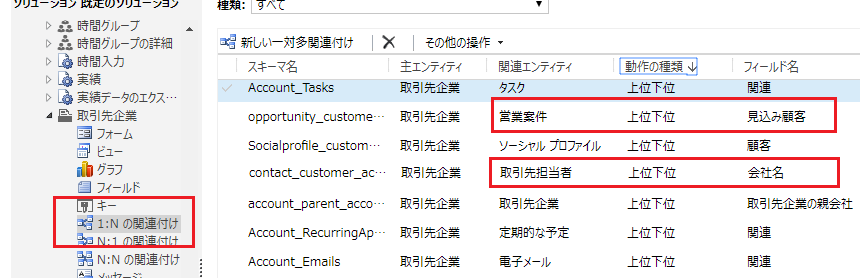 ソリューション 既定のソリューション
時間グループ
時間グループの詳細
時間入力
実績
実績データのエクス…
取引先企業
フォーム
ビュー
グラフ
フィールド
キー
1:N の関連付け
N:1 の関連付け
N:N の関連付け
メッセージ
種類: すべて
新しい一対多関連付け その他の操作
スキーマ名 主エンティティ 関連エンティティ 動作の種類 ↓ フィールド名
Account_Tasks 取引先企業 タスク 上位下位 関連
opportunity_custome… 取引先企業 営業案件 上位下位 見込み顧客
Socialprofile_custom… 取引先企業 ソーシャル プロファイル 上位下位 顧客
contact_customer_ac… 取引先企業 取引先担当者 上位下位 会社名
account_parent_acco… 取引先企業 取引先企業 上位下位 取引先企業の親会社
Account_RecurringAp… 取引先企業 定期的な予定 上位下位 関連
Account_Emails 取引先企業 電子メール 上位下位 関連